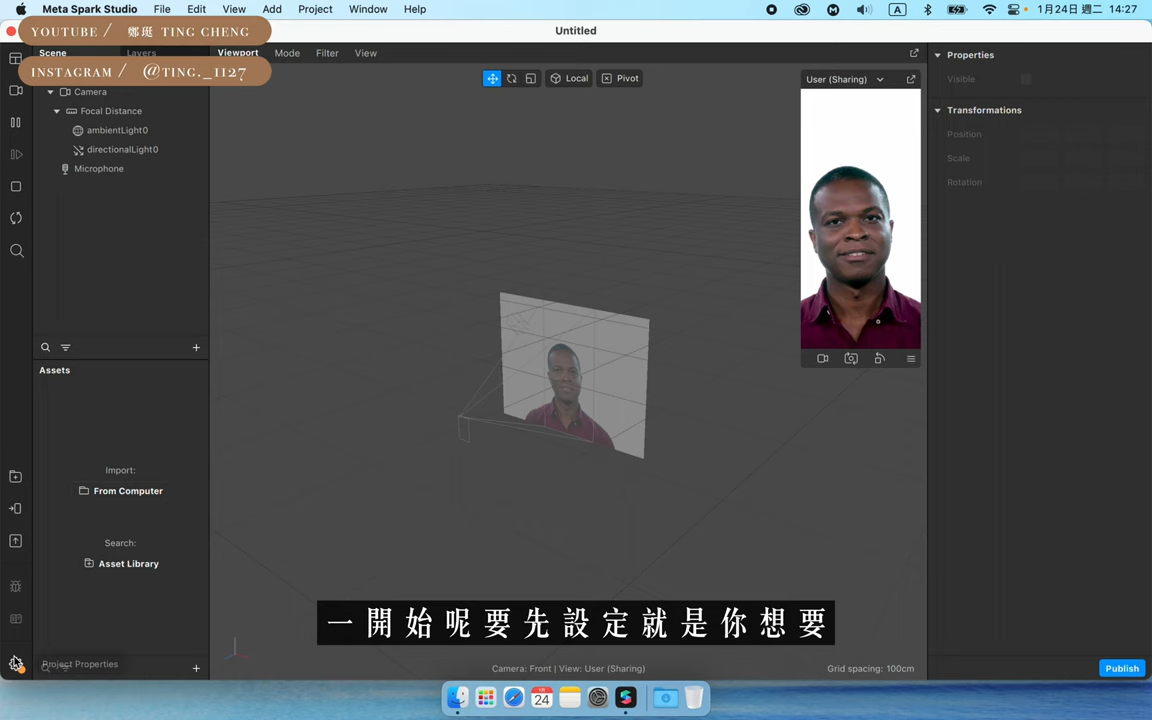 Meta Spark Studio File Edit View Add Project Window Help
A
1月24日 週二 14:27
Untitled
YOUTUBE / 鄭珽 TING CHENG
INSTAGRAM / @TING._1127
Scene Layers
Viewport Mode Filter View
Properties
Visible
Transformations
Position
Scale
Rotation
Local Pivot
User (Sharing)
Camera
Focal Distance
ambientLight0
directionalLight0
Microphone
Assets
Import:
From Computer
Search:
Asset Library
一開始呢要先設定就是你想要
Project Properties
Camera: Front | View: User (Sharing)
Grid spacing: 100cm
Publish
24